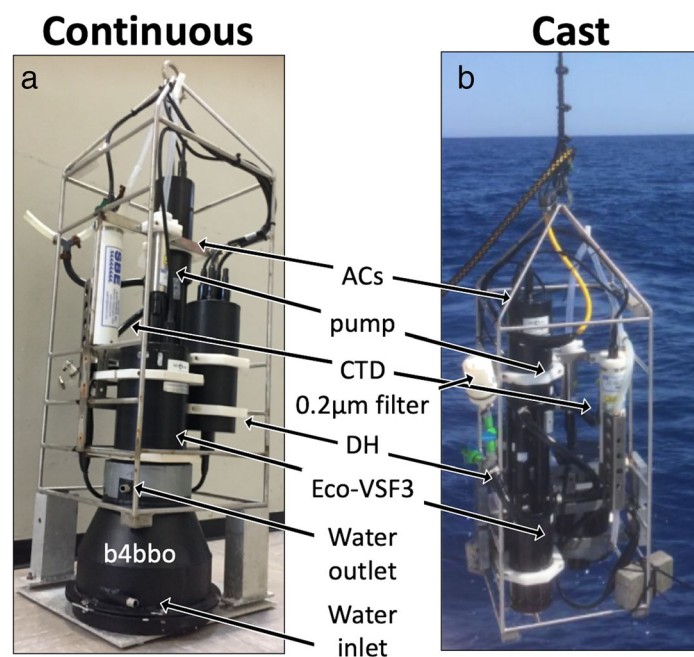 Continuous
Cast
a
b
SBE
ACs
pump
CTD
0.2µm filter
DH
Eco-VSF3
Water
outlet
Water
inlet
b4bbo